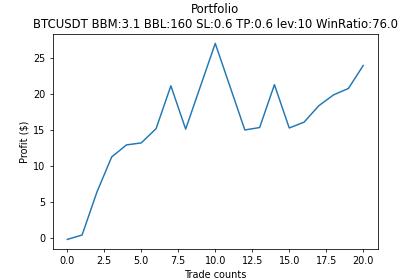 Portfolio
BTCUSDT BBM:3.1 BBL:160 SL:0.6 TP:0.6 lev:10 WinRatio:76.0
25
20
15
10
5
0
Profit ($)
0.0 2.5 5.0 7.5 10.0 12.5 15.0 17.5 20.0
Trade counts